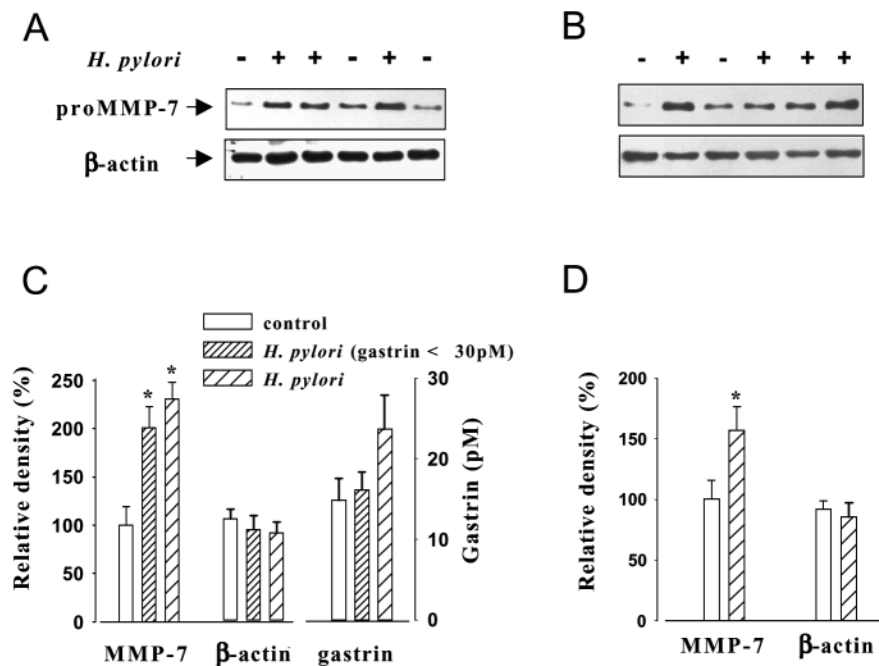 A
B
H. pylori - + + - + -
- + - + + +
proMMP-7
β-actin
C
D
control
H. pylori (gastrin < 30pM)
H. pylori
Relative density (%)
250
200
150
100
50
0
* *
30
20
10
0
Gastrin (pM)
MMP-7 β-actin gastrin
Relative density (%)
200
150
100
50
0
*
MMP-7 β-actin